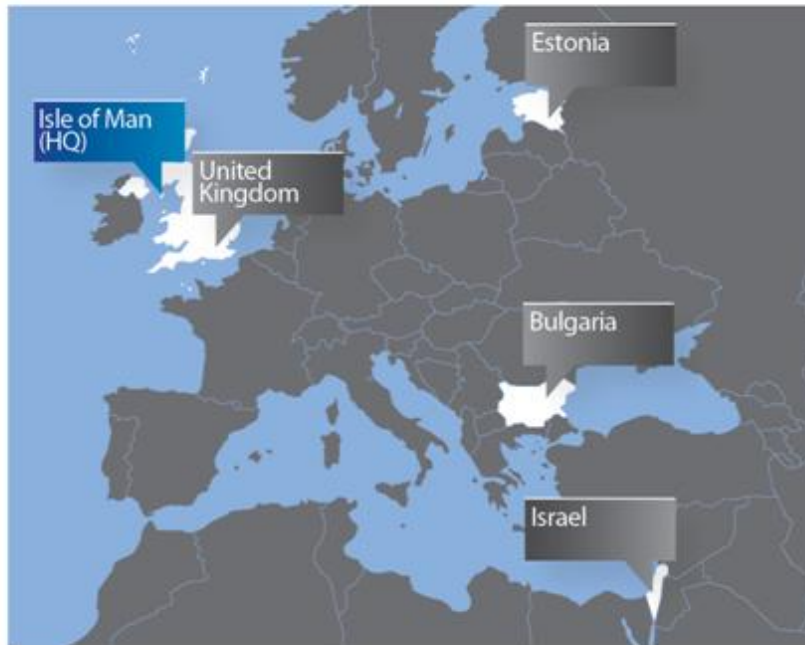 Estonia
Isle of Man
(HQ)
United
Kingdom
Bulgaria
Israel